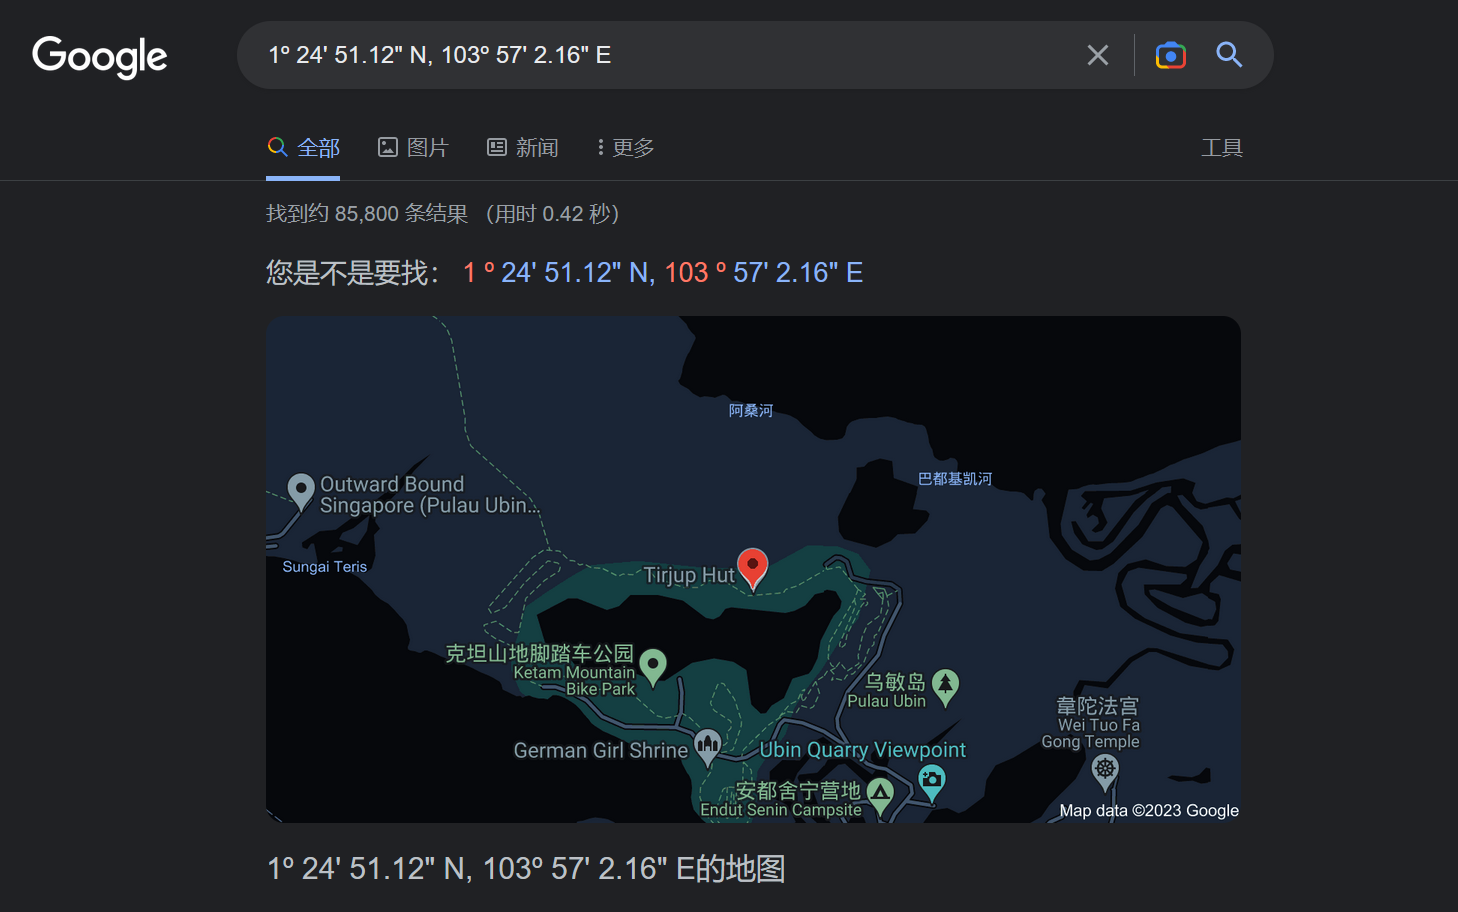 Google
1º 24' 51.12" N, 103º 57' 2.16" E
全部
图片
新闻
更多
工具
找到约 85,800 条结果 （用时 0.42 秒）
您是不是要找： 1 º 24' 51.12" N, 103 º 57' 2.16" E
阿桑河
巴都基凯河
Outward Bound
Singapore (Pulau Ubin...
Sungai Teris
Tirjup Hut
克坦山地脚踏车公园
Ketam Mountain
Bike Park
乌敏岛
Pulau Ubin
韋陀法宫
Wei Tuo Fa
Gong Temple
German Girl Shrine
Ubin Quarry Viewpoint
安都舍宁营地
Endut Senin Campsite
Map data ©2023 Google
1º 24' 51.12" N, 103º 57' 2.16" E的地图